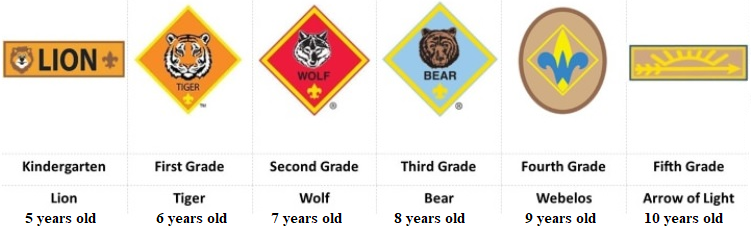 LION
TIGER
TM
WOLF
®
BEAR
®
Kindergarten First Grade Second Grade Third Grade Fourth Grade Fifth Grade
Lion Tiger Wolf Bear Webelos Arrow of Light
5 years old 6 years old 7 years old 8 years old 9 years old 10 years old